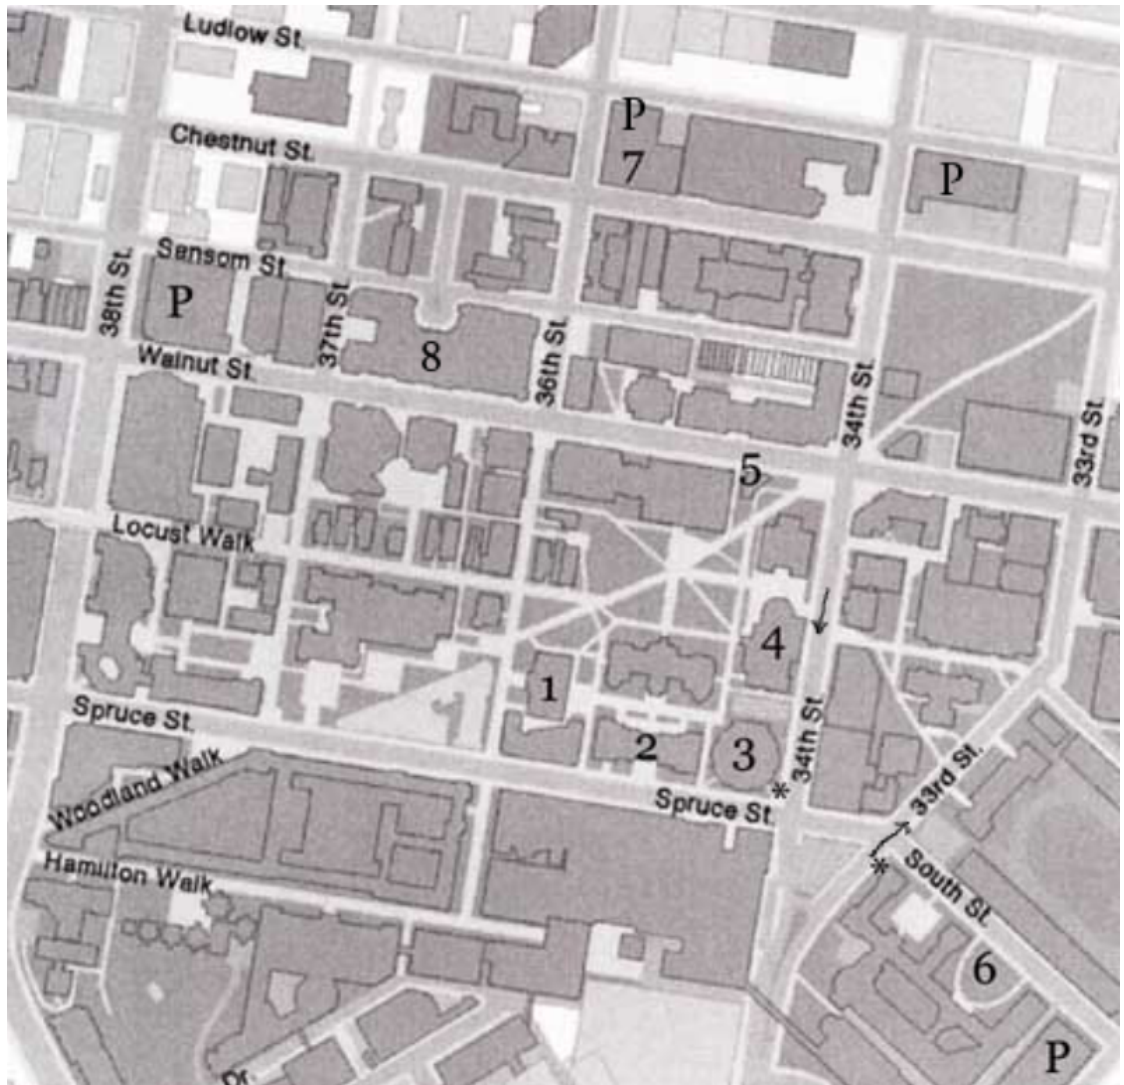 Ludlow St.
P
Chestnut St.
7
P
Sansom St.
38th St.
P
37th St.
8
36th St.
Walnut St.
34th St.
33rd St.
5
Locust Walk
4
1
Spruce St.
2
3
34th St.
*
33rd St.
Woodland Walk
Spruce St.
Hamilton Walk
*
South St.
6
P
Dr.